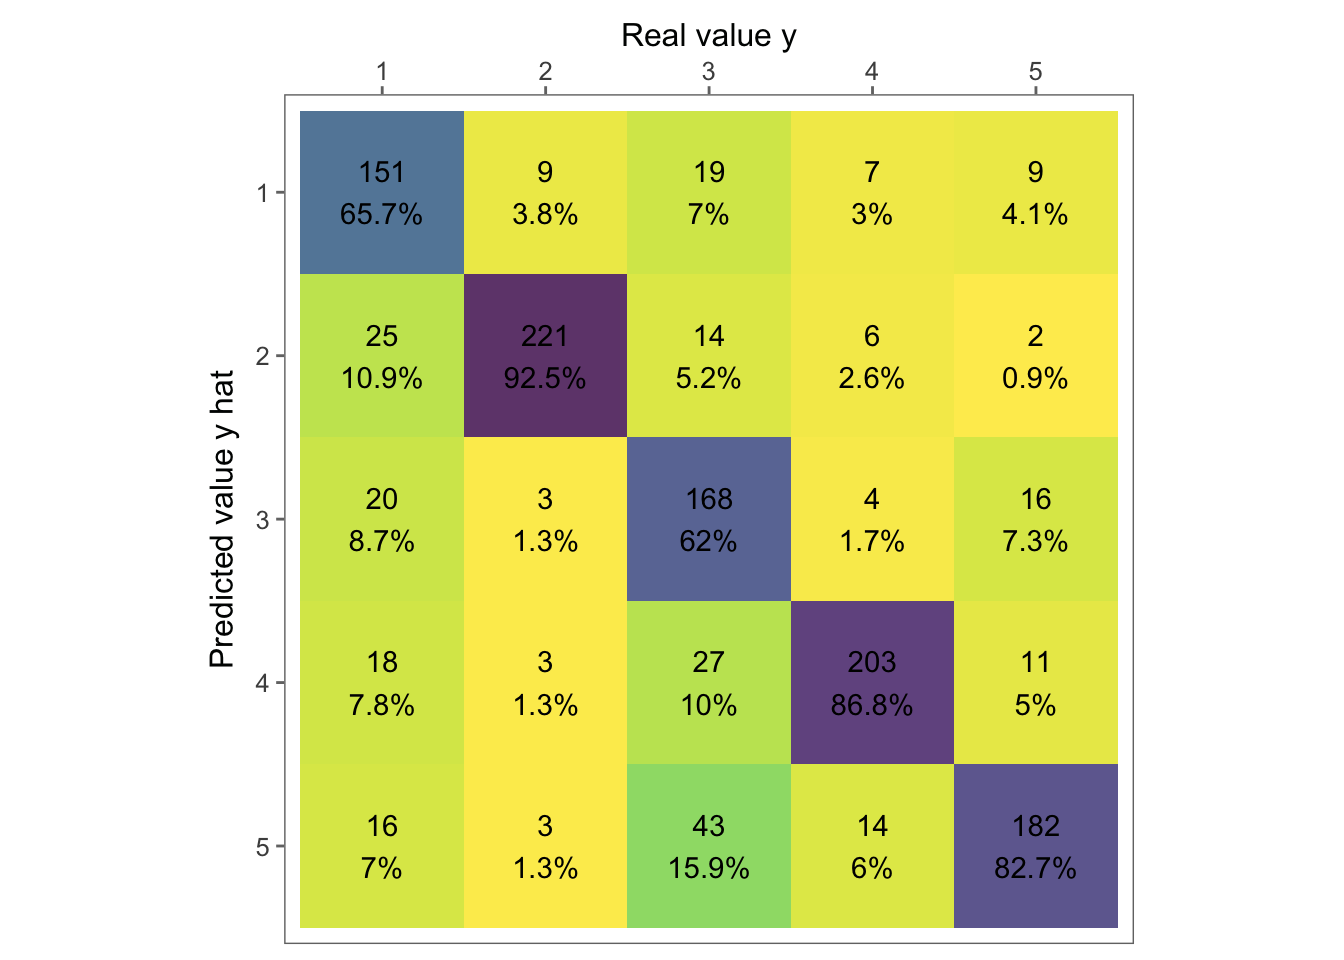 Real value y
1 2 3 4 5
Predicted value y hat
1
151 9 19 7 9
65.7% 3.8% 7% 3% 4.1%
2
25 221 14 6 2
10.9% 92.5% 5.2% 2.6% 0.9%
3
20 3 168 4 16
8.7% 1.3% 62% 1.7% 7.3%
4
18 3 27 203 11
7.8% 1.3% 10% 86.8% 5%
5
16 3 43 14 182
7% 1.3% 15.9% 6% 82.7%